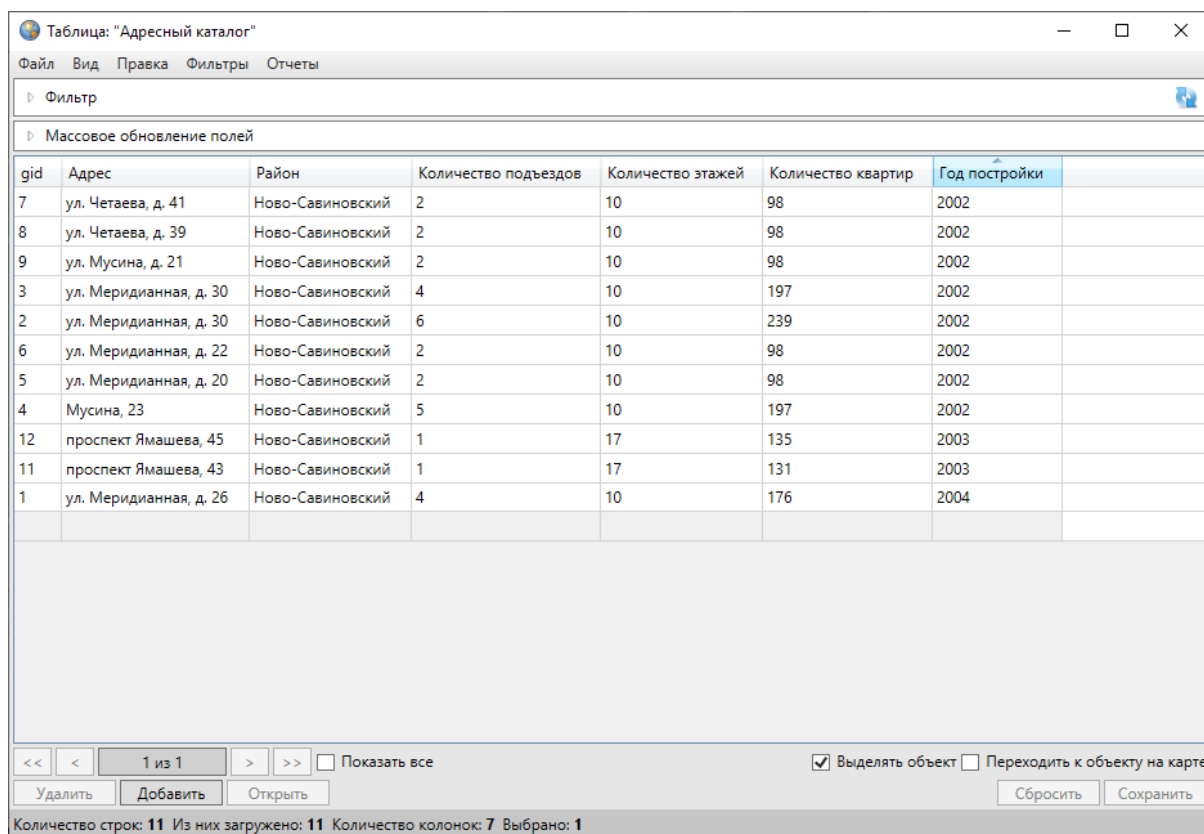 Таблица: "Адресный каталог"
Файл Вид Правка Фильтры Отчеты
Фильтр
Массовое обновление полей
gid Адрес Район Количество подъездов Количество этажей Количество квартир Год постройки
7 ул. Четаева, д. 41 Ново-Савиновский 2 10 98 2002
8 ул. Четаева, д. 39 Ново-Савиновский 2 10 98 2002
9 ул. Мусина, д. 21 Ново-Савиновский 2 10 98 2002
3 ул. Меридианная, д. 30 Ново-Савиновский 4 10 197 2002
2 ул. Меридианная, д. 30 Ново-Савиновский 6 10 239 2002
6 ул. Меридианная, д. 22 Ново-Савиновский 2 10 98 2002
5 ул. Меридианная, д. 20 Ново-Савиновский 2 10 98 2002
4 Мусина, 23 Ново-Савиновский 5 10 197 2002
12 проспект Ямашева, 45 Ново-Савиновский 1 17 135 2003
11 проспект Ямашева, 43 Ново-Савиновский 1 17 131 2003
1 ул. Меридианная, д. 26 Ново-Савиновский 4 10 176 2004
<< < 1 из 1 > >> Показать все Выделять объект Переходить к объекту на карте
Удалить Добавить Открыть Сбросить Сохранить
Количество строк: 11 Из них загружено: 11 Количество колонок: 7 Выбрано: 1